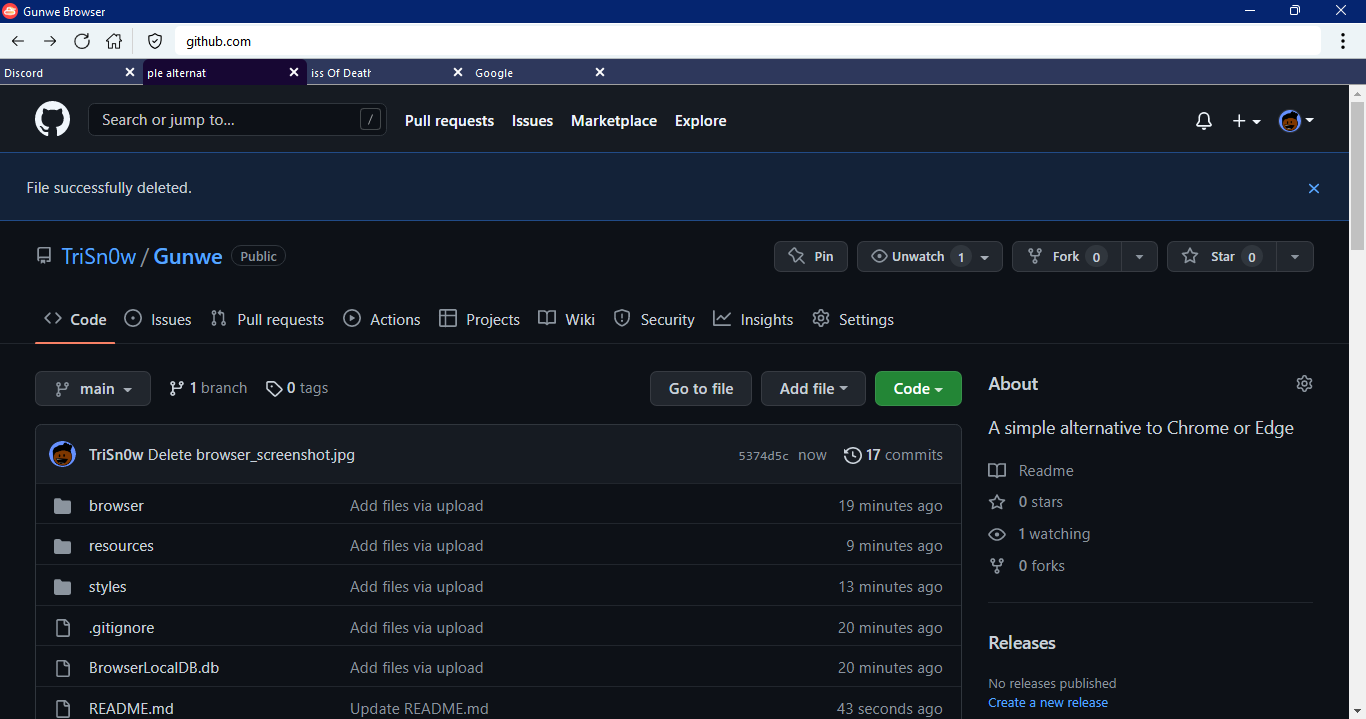 Gunwe Browser
github.com
Discord ple alternat iss Of Death Google
Search or jump to... / Pull requests Issues Marketplace Explore
File successfully deleted.
TriSn0w / Gunwe Public Pin Unwatch 1 Fork 0 Star 0
Code Issues Pull requests Actions Projects Wiki Security Insights Settings
main 1 branch 0 tags Go to file Add file Code
TriSn0w Delete browser_screenshot.jpg 5374d5c now 17 commits
browser Add files via upload 19 minutes ago
resources Add files via upload 9 minutes ago
styles Add files via upload 13 minutes ago
.gitignore Add files via upload 20 minutes ago
BrowserLocalDB.db Add files via upload 20 minutes ago
README.md Update README.md 43 seconds ago
About
A simple alternative to Chrome or Edge
Readme
0 stars
1 watching
0 forks
Releases
No releases published
Create a new release